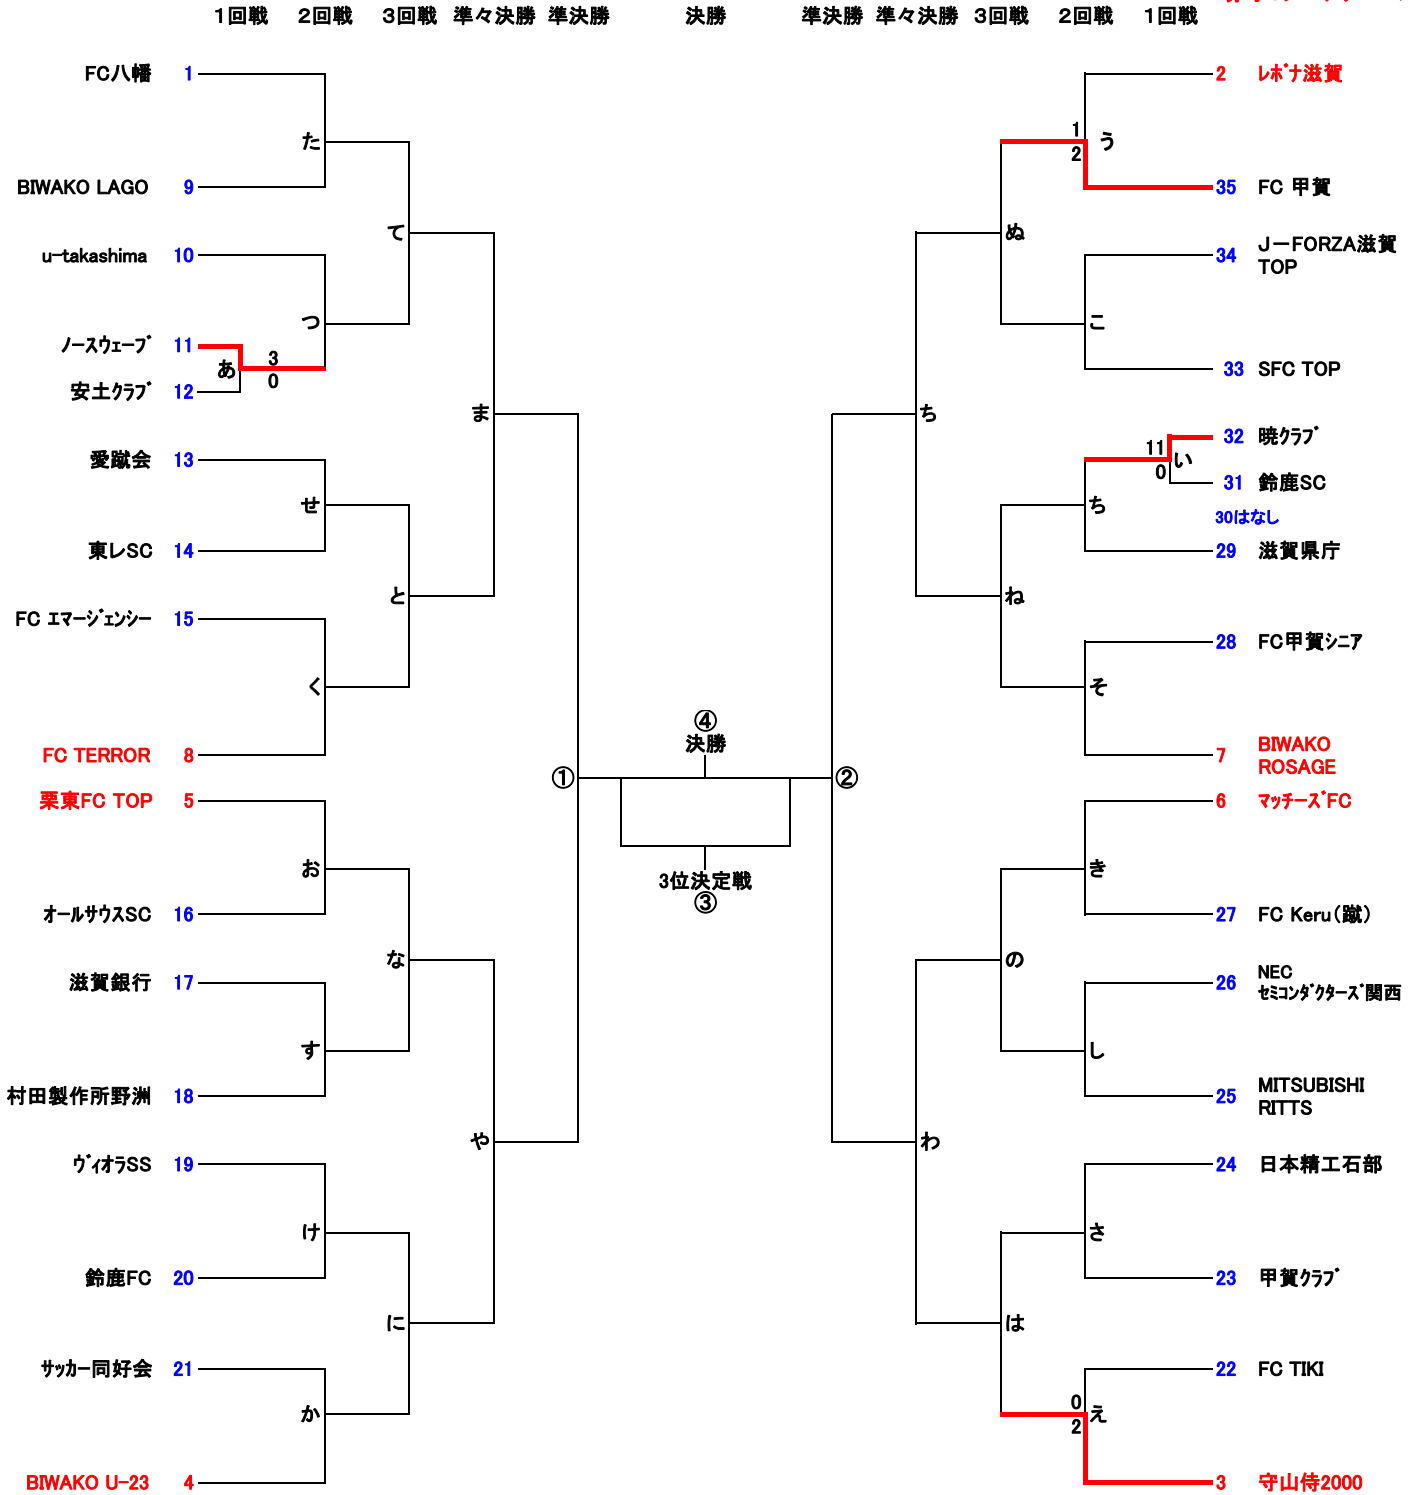 1回戦 2回戦 3回戦 準々決勝 準決勝 決勝 準決勝 準々決勝 3回戦 2回戦 1回戦
FC八幡 1
た
BIWAKO LAGO 9
て
u-takashima 10
つ
ノースウェーブ 11
あ 3
0
安土クラブ 12
ま
愛蹴会 13
せ
東レSC 14
と
FC エマージェンシー 15
く
FC TERROR 8
①
栗東FC TOP 5
お
オールサウスSC 16
な
滋賀銀行 17
す
村田製作所野洲 18
や
ヴィオラSS 19
け
鈴鹿FC 20
に
サッカー同好会 21
か
BIWAKO U-23 4
④
決勝
3位決定戦
③
2 レボナ滋賀
1
2
う
35 FC 甲賀
ぬ
34 J-FORZA滋賀
TOP
こ
33 SFC TOP
ち
32 暁クラブ
11
0
い
31 鈴鹿SC
30はなし
ち
29 滋賀県庁
ね
28 FC甲賀シニア
そ
7 BIWAKO
ROSAGE
②
6 マッチーズFC
き
27 FC Keru(蹴)
の
26 NEC
セミコンダクターズ関西
し
25 MITSUBISHI
RITTS
わ
24 日本精工石部
さ
23 甲賀クラブ
は
22 FC TIKI
0
2
え
3 守山侍2000